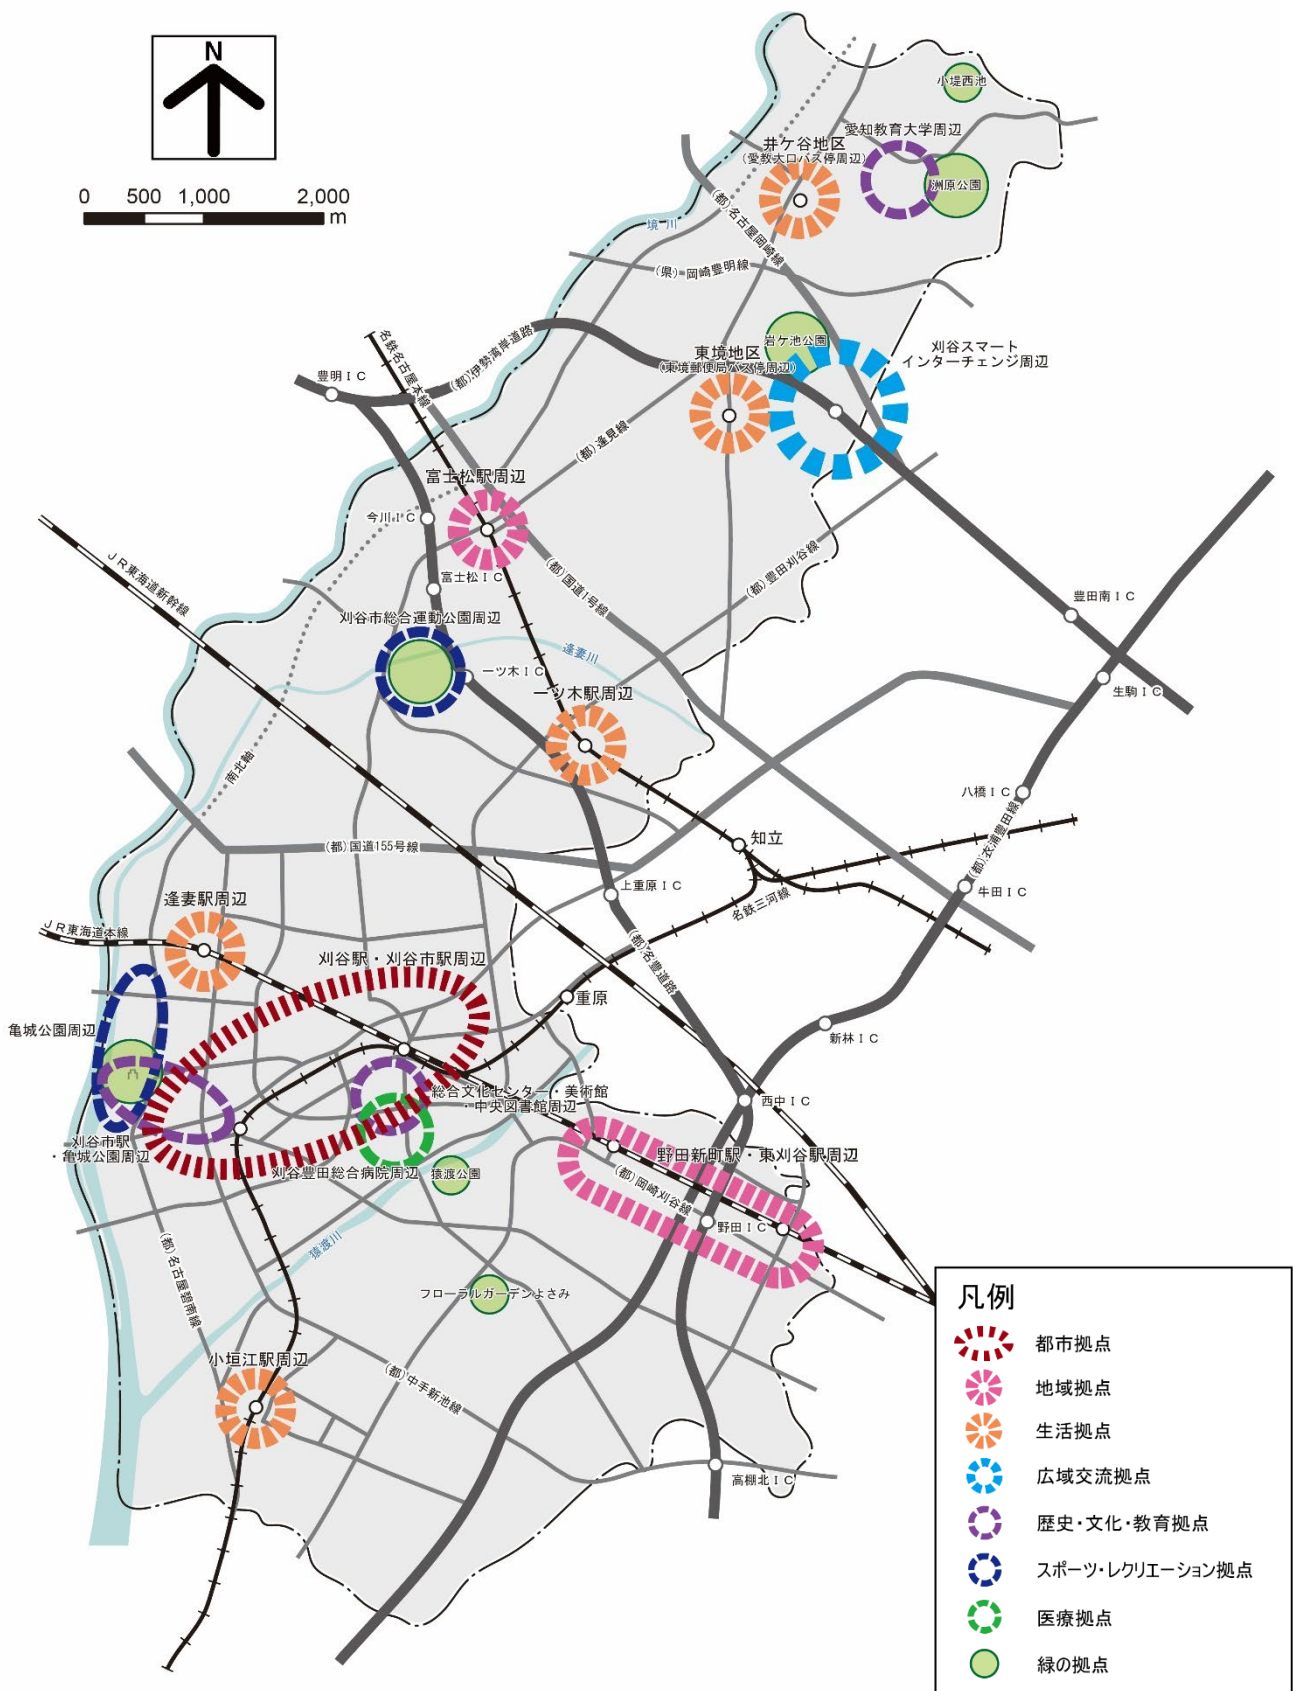 N
0 500 1,000 2,000
m
小堤西池
愛知教育大学周辺
井ケ谷地区
(愛教大口バス停周辺)
洲原公園
(都)名古屋岡崎線
境川
(県)岡崎豊明線
岩ケ池公園
刈谷スマート
インターチェンジ周辺
東境地区
(東境郵便局バス停周辺)
(都)伊勢湾岸道路
名鉄名古屋本線
豊明IC
(都)逢見線
富士松駅周辺
今川IC
JR東海道新幹線
富士松IC
(都)国道1号線
(都)豊田刈谷線
豊田南IC
刈谷市総合運動公園周辺
逢妻川
一ツ木IC
生駒IC
一ツ木駅周辺
南北軸
八橋IC
(都)衣浦豊田線
知立
(都)国道155号線
上重原IC
牛田IC
名鉄三河線
逢妻駅周辺
JR東海道本線
(都)名豊道路
刈谷駅・刈谷市駅周辺
重原
亀城公園周辺
新林IC
総合文化センター・美術館
・中央図書館周辺
西中IC
刈谷市駅
・亀城公園周辺
刈谷豊田総合病院周辺
猿渡公園
野田新町駅・東刈谷駅周辺
(都)岡崎刈谷線
野田IC
猿渡川
(都)名古屋碧南線
フローラルガーデンよさみ
小垣江駅周辺
(都)中手新池線
高棚北IC
凡例
都市拠点
地域拠点
生活拠点
広域交流拠点
歴史・文化・教育拠点
スポーツ・レクリエーション拠点
医療拠点
緑の拠点